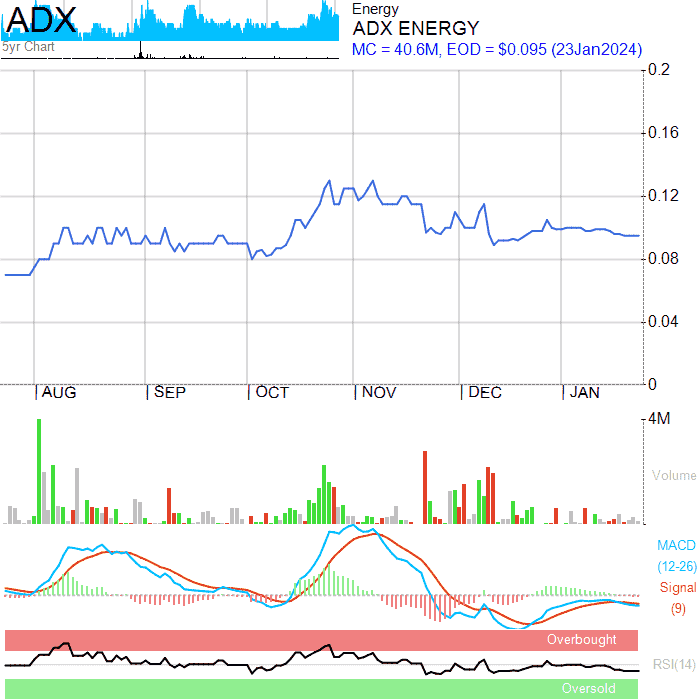 ADX
5yr Chart
Energy
ADX ENERGY
MC = 40.6M, EOD = $0.095 (23Jan2024)
0.2
0.16
0.12
0.08
0.04
0
AUG SEP OCT NOV DEC JAN
4M
Volume
MACD
(12-26)
Signal
(9)
Overbought
RSI(14)
Oversold